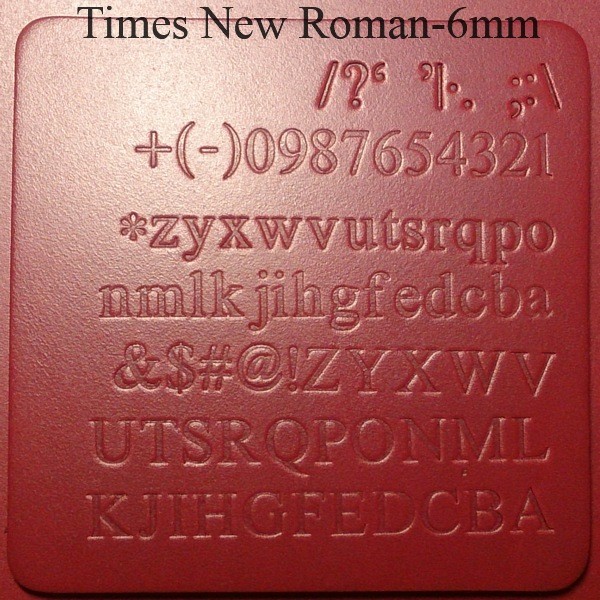 Times New Roman-6mm
/?‘ ’|·. ;:\
+(-)0987654321
*zyxwvutsrqpo
nmlkjihgfedcba
&$#@!ZYXWV
UTSRQPONML
KJIHGFEDCBA